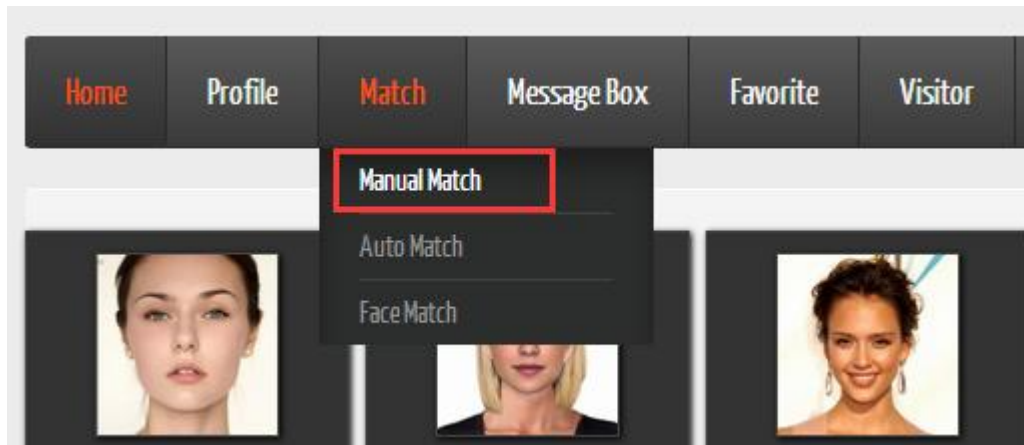 Home Profile Match Message Box Favorite Visitor
Manual Match
Auto Match
Face Match